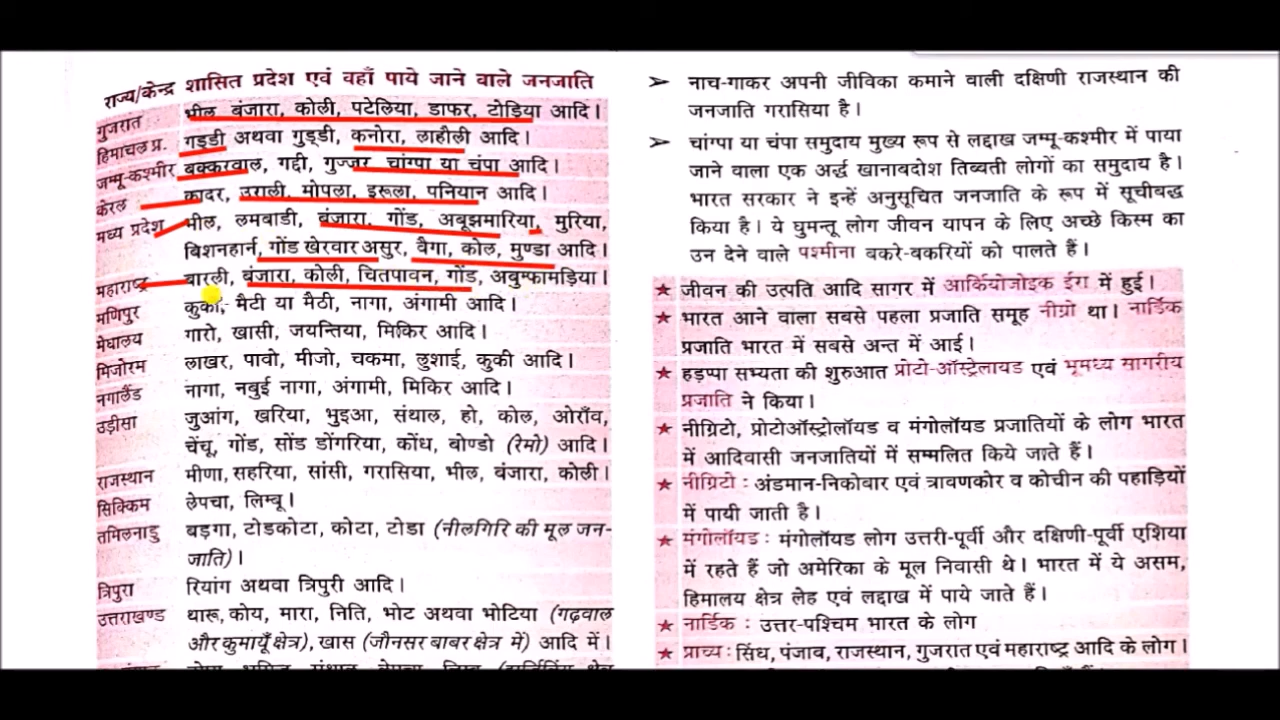 राज्य/केन्द्र शासित प्रदेश एवं वहाँ पाये जाने वाले जनजाति
गुजरात भील बंजारा, कोली, पटेलिया, डाफर, टोड़िया आदि।
हिमाचल प्र. गड्डी अथवा गुड्डी, कनोरा, लाहौली आदि।
जम्मू-कश्मीर बक्करवाल, गद्दी, गुज्जर चांग्पा या चंपा आदि।
केरल कादर, उराली, मोपला, इरूला, पनियान आदि।
मध्य प्रदेश भील, लमबाडी, बंजारा, गोंड, अबूझमारिया, मुरिया,
बिशनहार्न, गोंड खेरवार असुर, वैगा, कोल, मुण्डा आदि।
महाराष्ट्र बारली, बंजारा, कोली, चितपावन, गोंड, अबुम्फामड़िया।
मणिपुर कुकी, मैटी या मैठी, नागा, अंगामी आदि।
मेघालय गारो, खासी, जयन्तिया, मिकिर आदि।
मिजोरम लाखर, पावो, मीजो, चकमा, लुशाई, कुकी आदि।
नगालैंड नागा, नबुई नागा, अंगामी, मिकिर आदि।
उड़ीसा जुआंग, खरिया, भुइआ, संथाल, हो, कोल, ओराँव,
चेंचू, गोंड, सोंड डोंगरिया, कोंध, बोण्डो (रेमो) आदि।
राजस्थान मीणा, सहरिया, सांसी, गरासिया, भील, बंजारा, कोली।
सिक्किम लेपचा, लिम्बू।
तमिलनाडु बड़गा, टोडकोटा, कोटा, टोडा (नीलगिरि की मूल जन-
जाति)।
त्रिपुरा रियांग अथवा त्रिपुरी आदि।
उत्तराखण्ड थारू, कोय, मारा, निति, भोट अथवा भोटिया (गढ़वाल
और कुमायूँ क्षेत्र), खास (जौनसर बाबर क्षेत्र में) आदि में।
➢ नाच-गाकर अपनी जीविका कमाने वाली दक्षिणी राजस्थान की
जनजाति गरासिया है।
➢ चांग्पा या चंपा समुदाय मुख्य रूप से लद्दाख जम्मू-कश्मीर में पाया
जाने वाला एक अर्द्ध खानाबदोश तिब्बती लोगों का समुदाय है।
भारत सरकार ने इन्हें अनुसूचित जनजाति के रूप में सूचीबद्ध
किया है। ये घुमन्तू लोग जीवन यापन के लिए अच्छे किस्म का
उन देने वाले पश्मीना बकरे-बकरियों को पालते हैं।
★ जीवन की उत्पति आदि सागर में आर्कियोजोइक ईरा में हुई।
★ भारत आने वाला सबसे पहला प्रजाति समूह नीग्रो था। नार्डिक
प्रजाति भारत में सबसे अन्त में आई।
★ हड़प्पा सभ्यता की शुरुआत प्रोटो-ऑस्ट्रेलायड एवं भूमध्य सागरीय
प्रजाति ने किया।
★ नीग्रिटो, प्रोटोऑस्ट्रोलॉयड व मंगोलॉयड प्रजातियों के लोग भारत
में आदिवासी जनजातियों में सम्मलित किये जाते हैं।
★ नीग्रिटो : अंडमान-निकोबार एवं त्रावणकोर व कोचीन की पहाड़ियों
में पायी जाती है।
★ मंगोलॉयड : मंगोलॉयड लोग उत्तरी-पूर्वी और दक्षिणी-पूर्वी एशिया
में रहते हैं जो अमेरिका के मूल निवासी थे। भारत में ये असम,
हिमालय क्षेत्र लेह एवं लद्दाख में पाये जाते हैं।
★ नार्डिक : उत्तर-पश्चिम भारत के लोग
★ प्राच्य : सिंध, पंजाव, राजस्थान, गुजरात एवं महाराष्ट्र आदि के लोग।